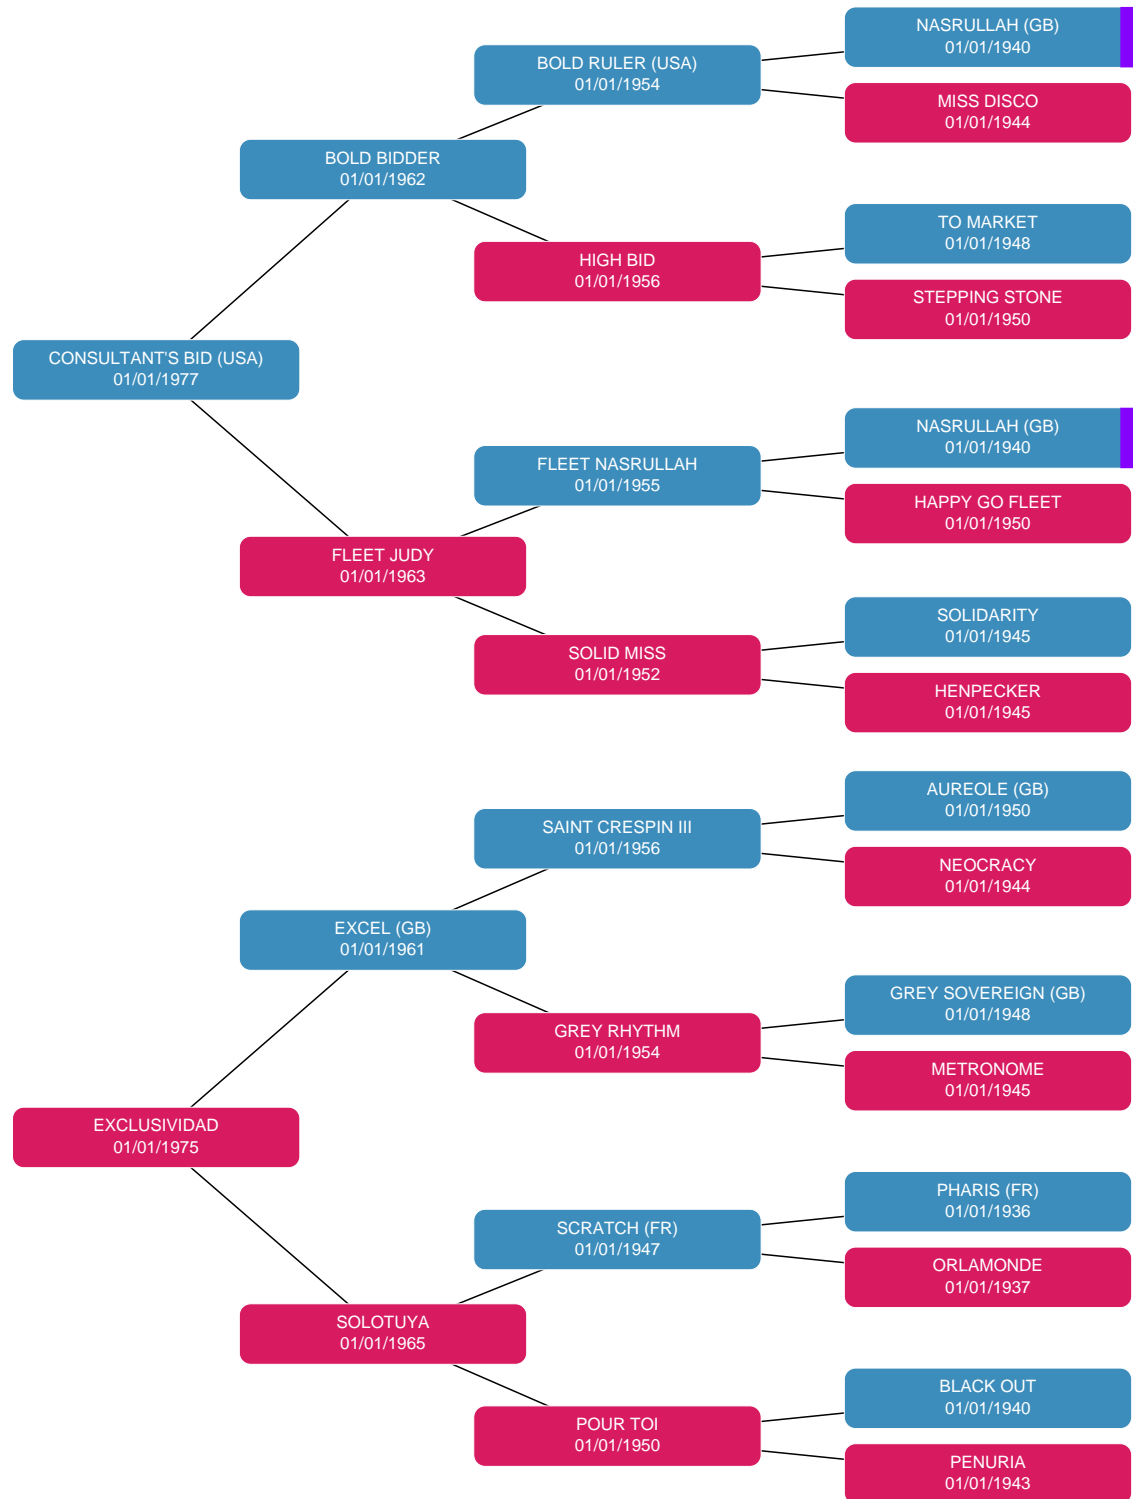 NASRULLAH (GB)
01/01/1940
BOLD RULER (USA)
01/01/1954
MISS DISCO
01/01/1944
BOLD BIDDER
01/01/1962
TO MARKET
01/01/1948
HIGH BID
01/01/1956
STEPPING STONE
01/01/1950
CONSULTANT'S BID (USA)
01/01/1977
NASRULLAH (GB)
01/01/1940
FLEET NASRULLAH
01/01/1955
HAPPY GO FLEET
01/01/1950
FLEET JUDY
01/01/1963
SOLIDARITY
01/01/1945
SOLID MISS
01/01/1952
HENPECKER
01/01/1945
AUREOLE (GB)
01/01/1950
SAINT CRESPIN III
01/01/1956
NEOCRACY
01/01/1944
EXCEL (GB)
01/01/1961
GREY SOVEREIGN (GB)
01/01/1948
GREY RHYTHM
01/01/1954
METRONOME
01/01/1945
EXCLUSIVIDAD
01/01/1975
PHARIS (FR)
01/01/1936
SCRATCH (FR)
01/01/1947
ORLAMONDE
01/01/1937
SOLOTUYA
01/01/1965
BLACK OUT
01/01/1940
POUR TOI
01/01/1950
PENURIA
01/01/1943